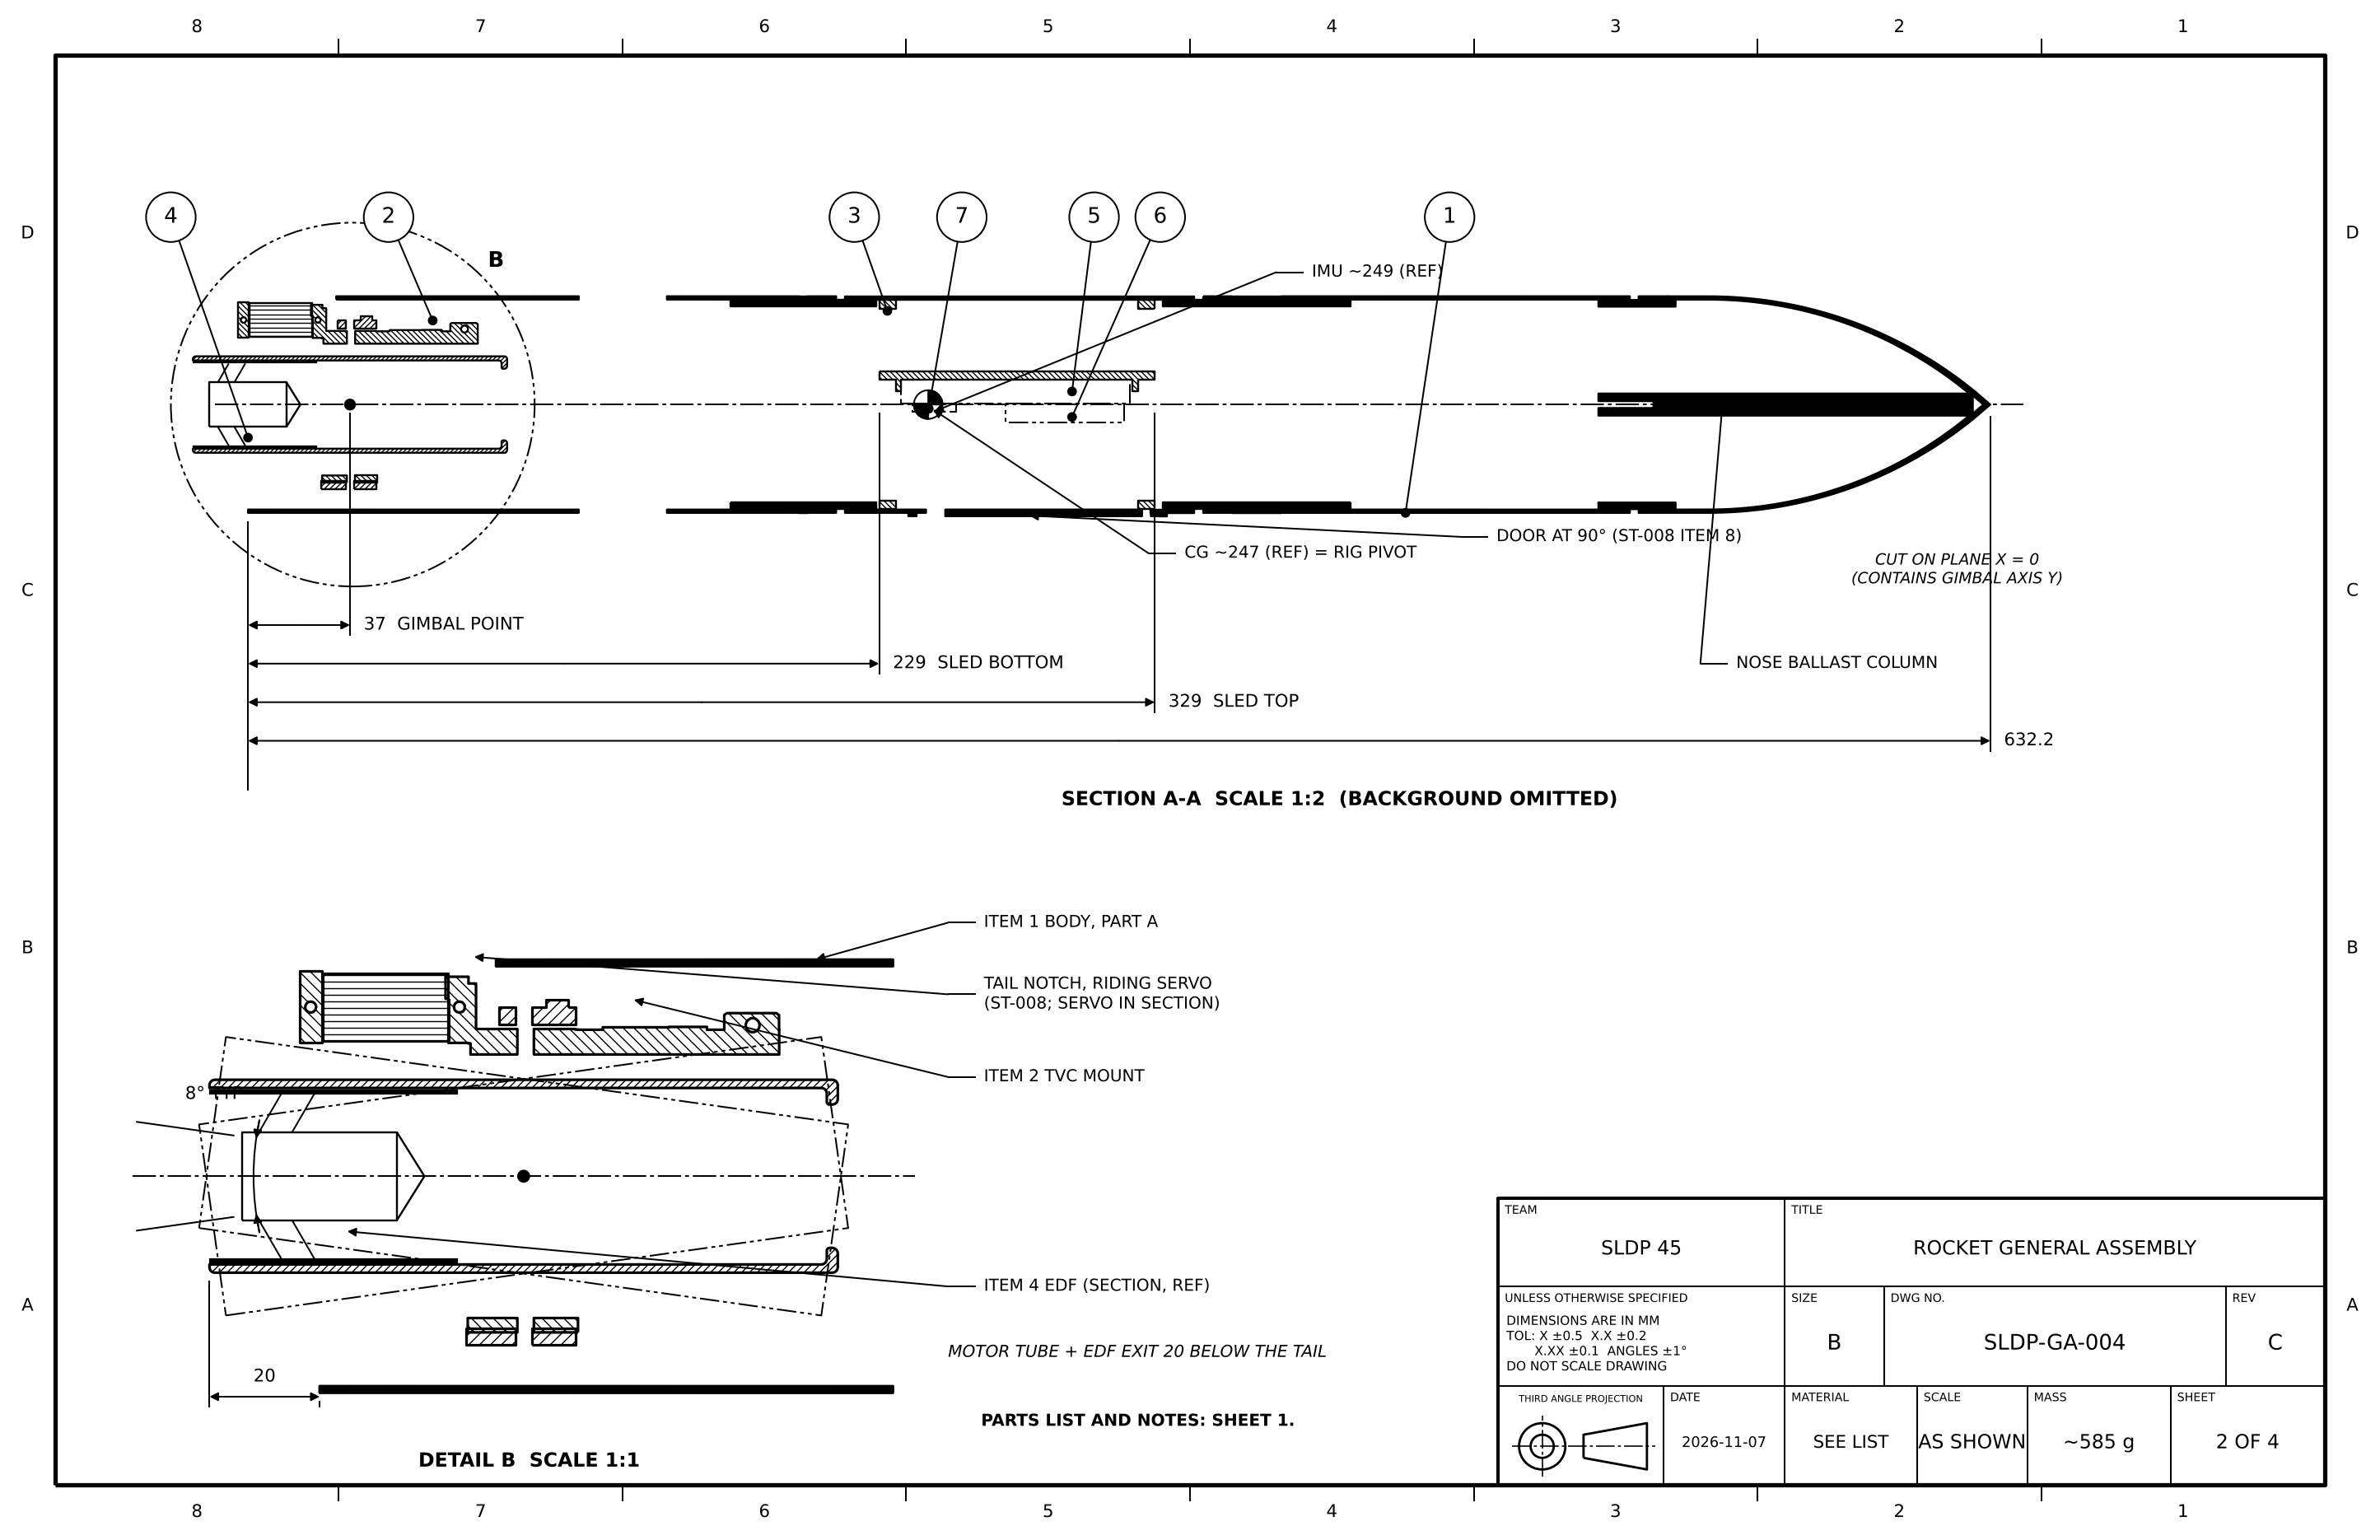 8 7 6 5 4 3 2 1
D D
4 2 3 7 5 6 1
B
IMU ~249 (REF)
DOOR AT 90° (ST-008 ITEM 8)
CG ~247 (REF) = RIG PIVOT
CUT ON PLANE X = 0
(CONTAINS GIMBAL AXIS Y)
C C
37 GIMBAL POINT
229 SLED BOTTOM
NOSE BALLAST COLUMN
329 SLED TOP
632.2
SECTION A-A SCALE 1:2 (BACKGROUND OMITTED)
ITEM 1 BODY, PART A
B B
TAIL NOTCH, RIDING SERVO
(ST-008; SERVO IN SECTION)
ITEM 2 TVC MOUNT
8°
ITEM 4 EDF (SECTION, REF)
A A
MOTOR TUBE + EDF EXIT 20 BELOW THE TAIL
20
PARTS LIST AND NOTES: SHEET 1.
DETAIL B SCALE 1:1
TEAM
SLDP 45
TITLE
ROCKET GENERAL ASSEMBLY
UNLESS OTHERWISE SPECIFIED
DIMENSIONS ARE IN MM
TOL: X ±0.5 X.X ±0.2
X.XX ±0.1 ANGLES ±1°
DO NOT SCALE DRAWING
SIZE
B
DWG NO.
SLDP-GA-004
REV
C
THIRD ANGLE PROJECTION
DATE
2026-11-07
MATERIAL
SEE LIST
SCALE
AS SHOWN
MASS
~585 g
SHEET
2 OF 4
8 7 6 5 4 3 2 1